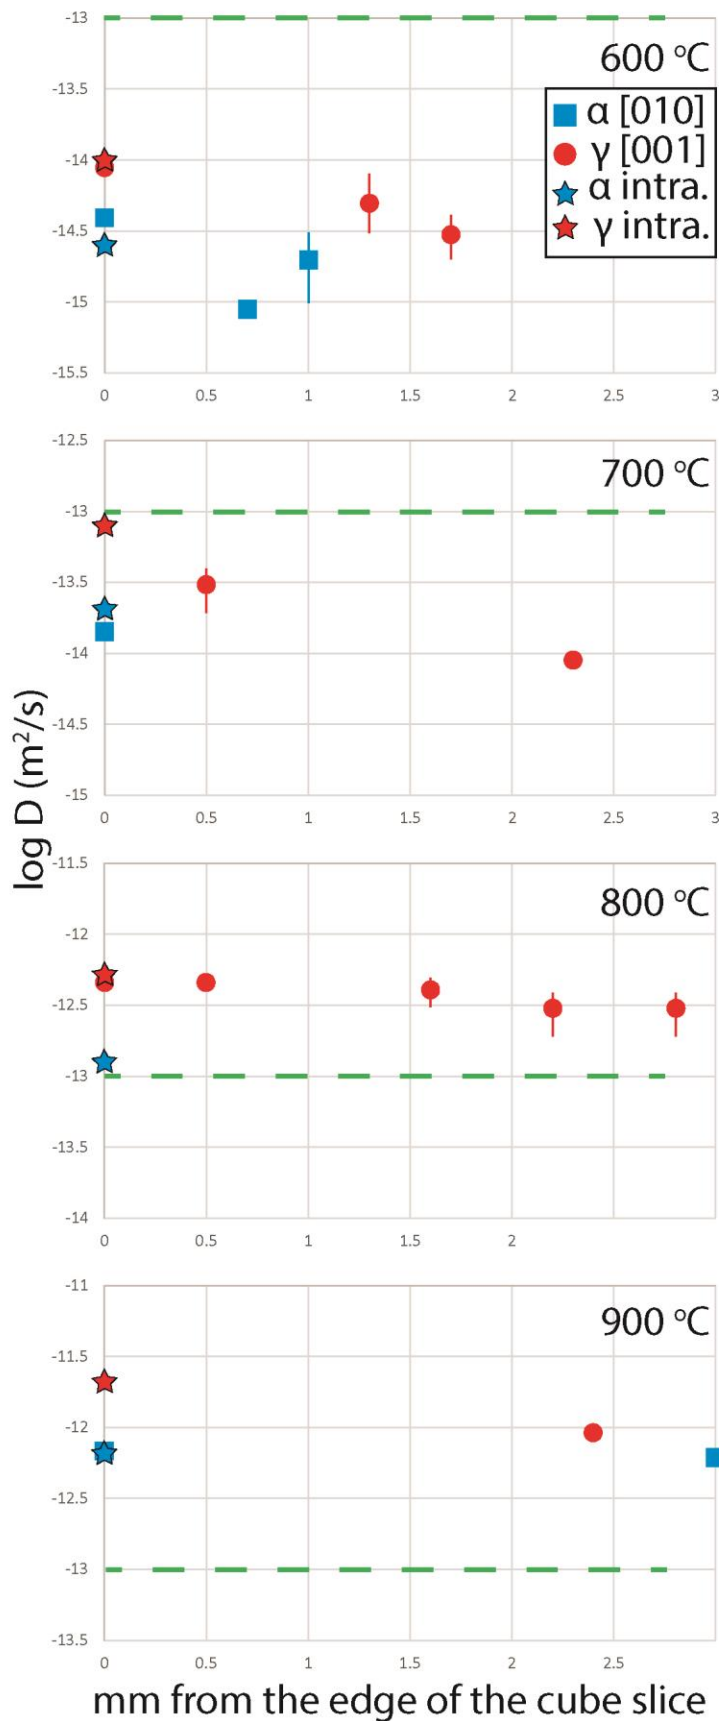 -13
600 °C
-13.5
α [010]
γ [001]
α intra.
γ intra.
-14
-14.5
-15
-15.5
0 0.5 1 1.5 2 2.5 3
-12.5
700 °C
-13
-13.5
-14
-14.5
-15
0 0.5 1 1.5 2 2.5 3
log D (m²/s)
-11.5
800 °C
-12
-12.5
-13
-13.5
-14
0 0.5 1 1.5 2
-11
900 °C
-11.5
-12
-12.5
-13
-13.5
0 0.5 1 1.5 2 2.5
mm from the edge of the cube slice